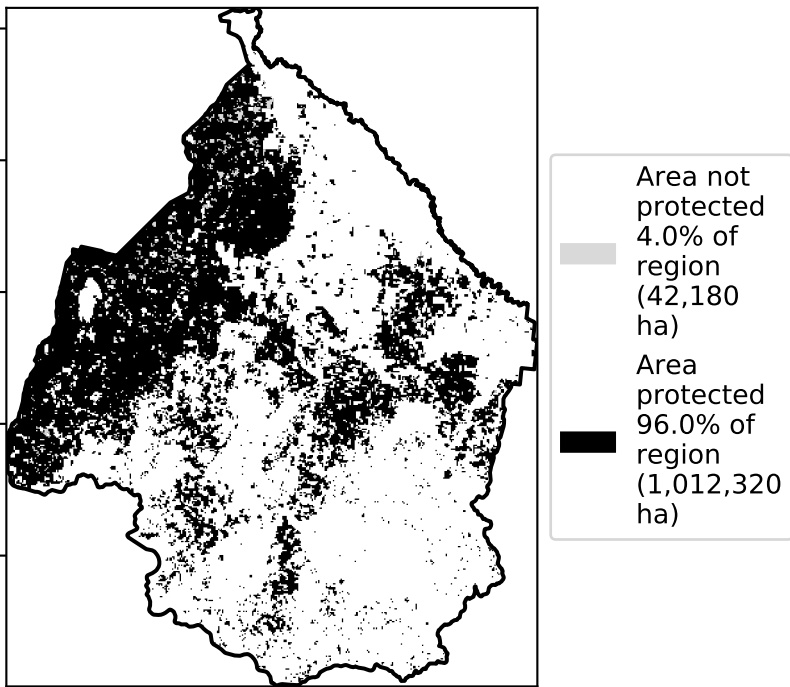 Area not
protected
4.0% of
region
(42,180
ha)
Area
protected
96.0% of
region
(1,012,320
ha)